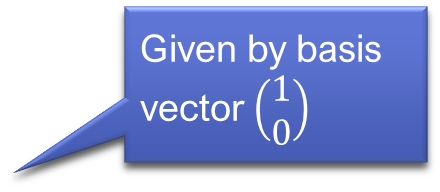 Given by basis
vector (1
0)